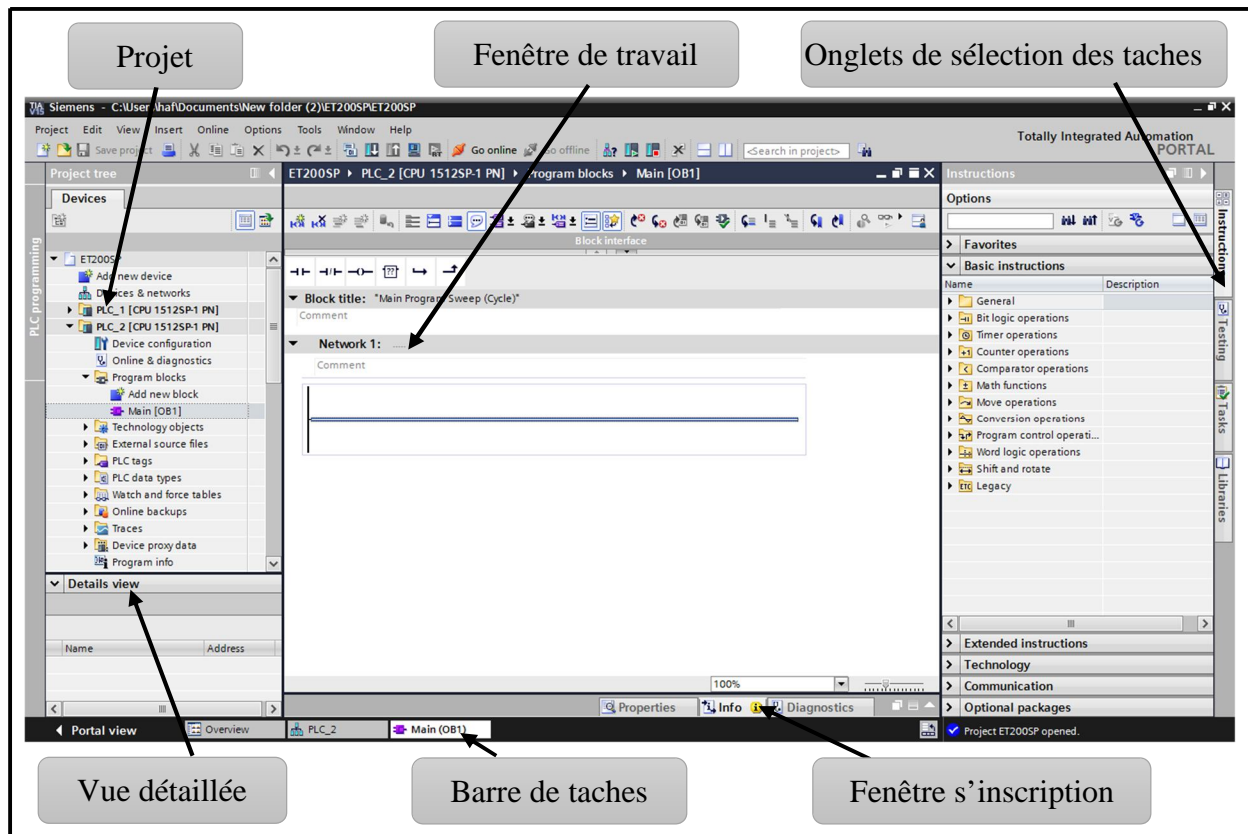 Projet
Fenêtre de travail
Onglets de sélection des taches
Siemens - C:\Users\haf\Documents\New folder (2)\ET200SP\ET200SP
Project Edit View Insert Online Options Tools Window Help
Totally Integrated Automation
PORTAL
Save project
Go online
Go offline
<Search in project>
Project tree
ET200SP PLC_2 [CPU 1512SP-1 PN] Program blocks Main [OB1]
Instructions
Devices
Options
PLC programming
Block interface
Favorites
Basic instructions
Name Description
ET200SP
Add new device
Devices & networks
PLC_1 [CPU 1512SP-1 PN]
PLC_2 [CPU 1512SP-1 PN]
Device configuration
Online & diagnostics
Program blocks
Add new block
Main [OB1]
Technology objects
External source files
PLC tags
PLC data types
Watch and force tables
Online backups
Traces
Device proxy data
Program info
Block title: "Main Program Sweep (Cycle)"
Comment
Network 1: .....
Comment
General
Bit logic operations
Timer operations
Counter operations
Comparator operations
Math functions
Move operations
Conversion operations
Program control operati...
Word logic operations
Shift and rotate
Legacy
Instructions
Testing
Tasks
Libraries
Details view
Name Address
100%
Extended instructions
Technology
Communication
Optional packages
Properties Info Diagnostics
Portal view Overview PLC_2 Main (OB1)
Project ET200SP opened.
Vue détaillée
Barre de taches
Fenêtre s’inscription